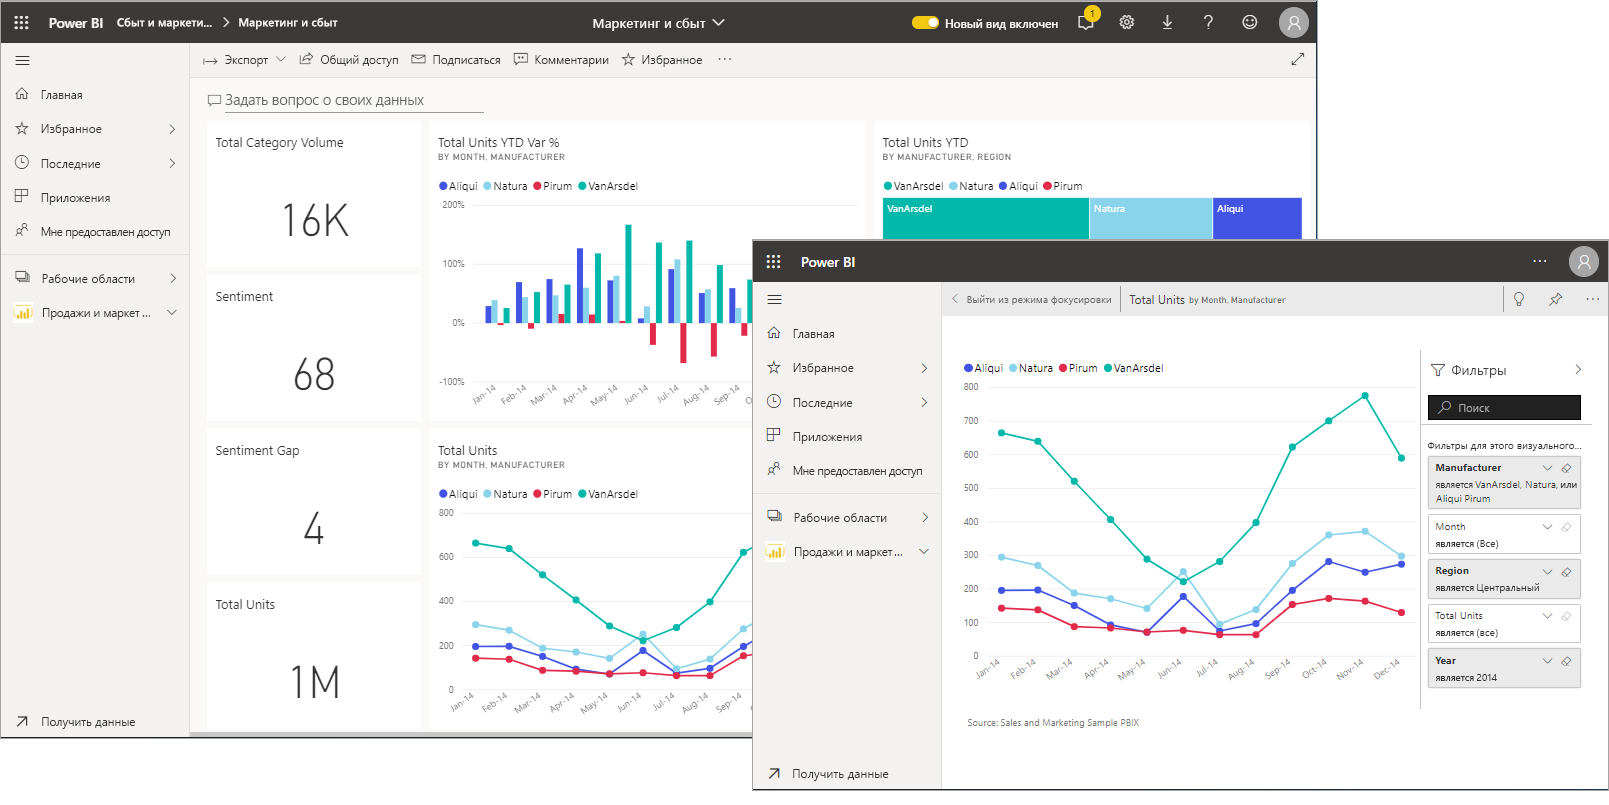 Power BI
Сбыт и маркети...
Маркетинг и сбыт
Маркетинг и сбыт
Новый вид включен
1
Экспорт
Общий доступ
Подписаться
Комментарии
Избранное
Главная
Избранное
Последние
Приложения
Мне предоставлен доступ
Рабочие области
Продажи и маркет ...
Получить данные
Задать вопрос о своих данных
Total Category Volume
16K
Sentiment
68
Sentiment Gap
4
Total Units
1M
Total Units YTD Var %
BY MONTH, MANUFACTURER
Aliqui Natura Pirum VanArsdel
200%
100%
0%
-100%
Jan-14 Feb-14 Mar-14 Apr-14 May-14 Jun-14 Jul-14 Aug-14 Sep-14
Total Units YTD
BY MANUFACTURER, REGION
VanArsdel Natura Aliqui Pirum
VanArsdel
Natura
Aliqui
Total Units
BY MONTH, MANUFACTURER
Aliqui Natura Pirum VanArsdel
800
600
400
200
0
Jan-14 Feb-14 Mar-14 Apr-14 May-14 Jun-14 Jul-14 Aug-14 Sep-14
Power BI
Главная
Избранное
Последние
Приложения
Мне предоставлен доступ
Рабочие области
Продажи и маркет ...
Получить данные
Выйти из режима фокусировки
Total Units by Month, Manufacturer
Aliqui Natura Pirum VanArsdel
800
700
600
500
400
300
200
100
0
Jan-14 Feb-14 Mar-14 Apr-14 May-14 Jun-14 Jul-14 Aug-14 Sep-14 Oct-14 Nov-14 Dec-14
Source: Sales and Marketing Sample PBIX
Фильтры
Поиск
Фильтры для этого визуального...
Manufacturer
является VanArsdel, Natura, или
Aliqui Pirum
Month
является (Все)
Region
является Центральный
Total Units
является (все)
Year
является 2014